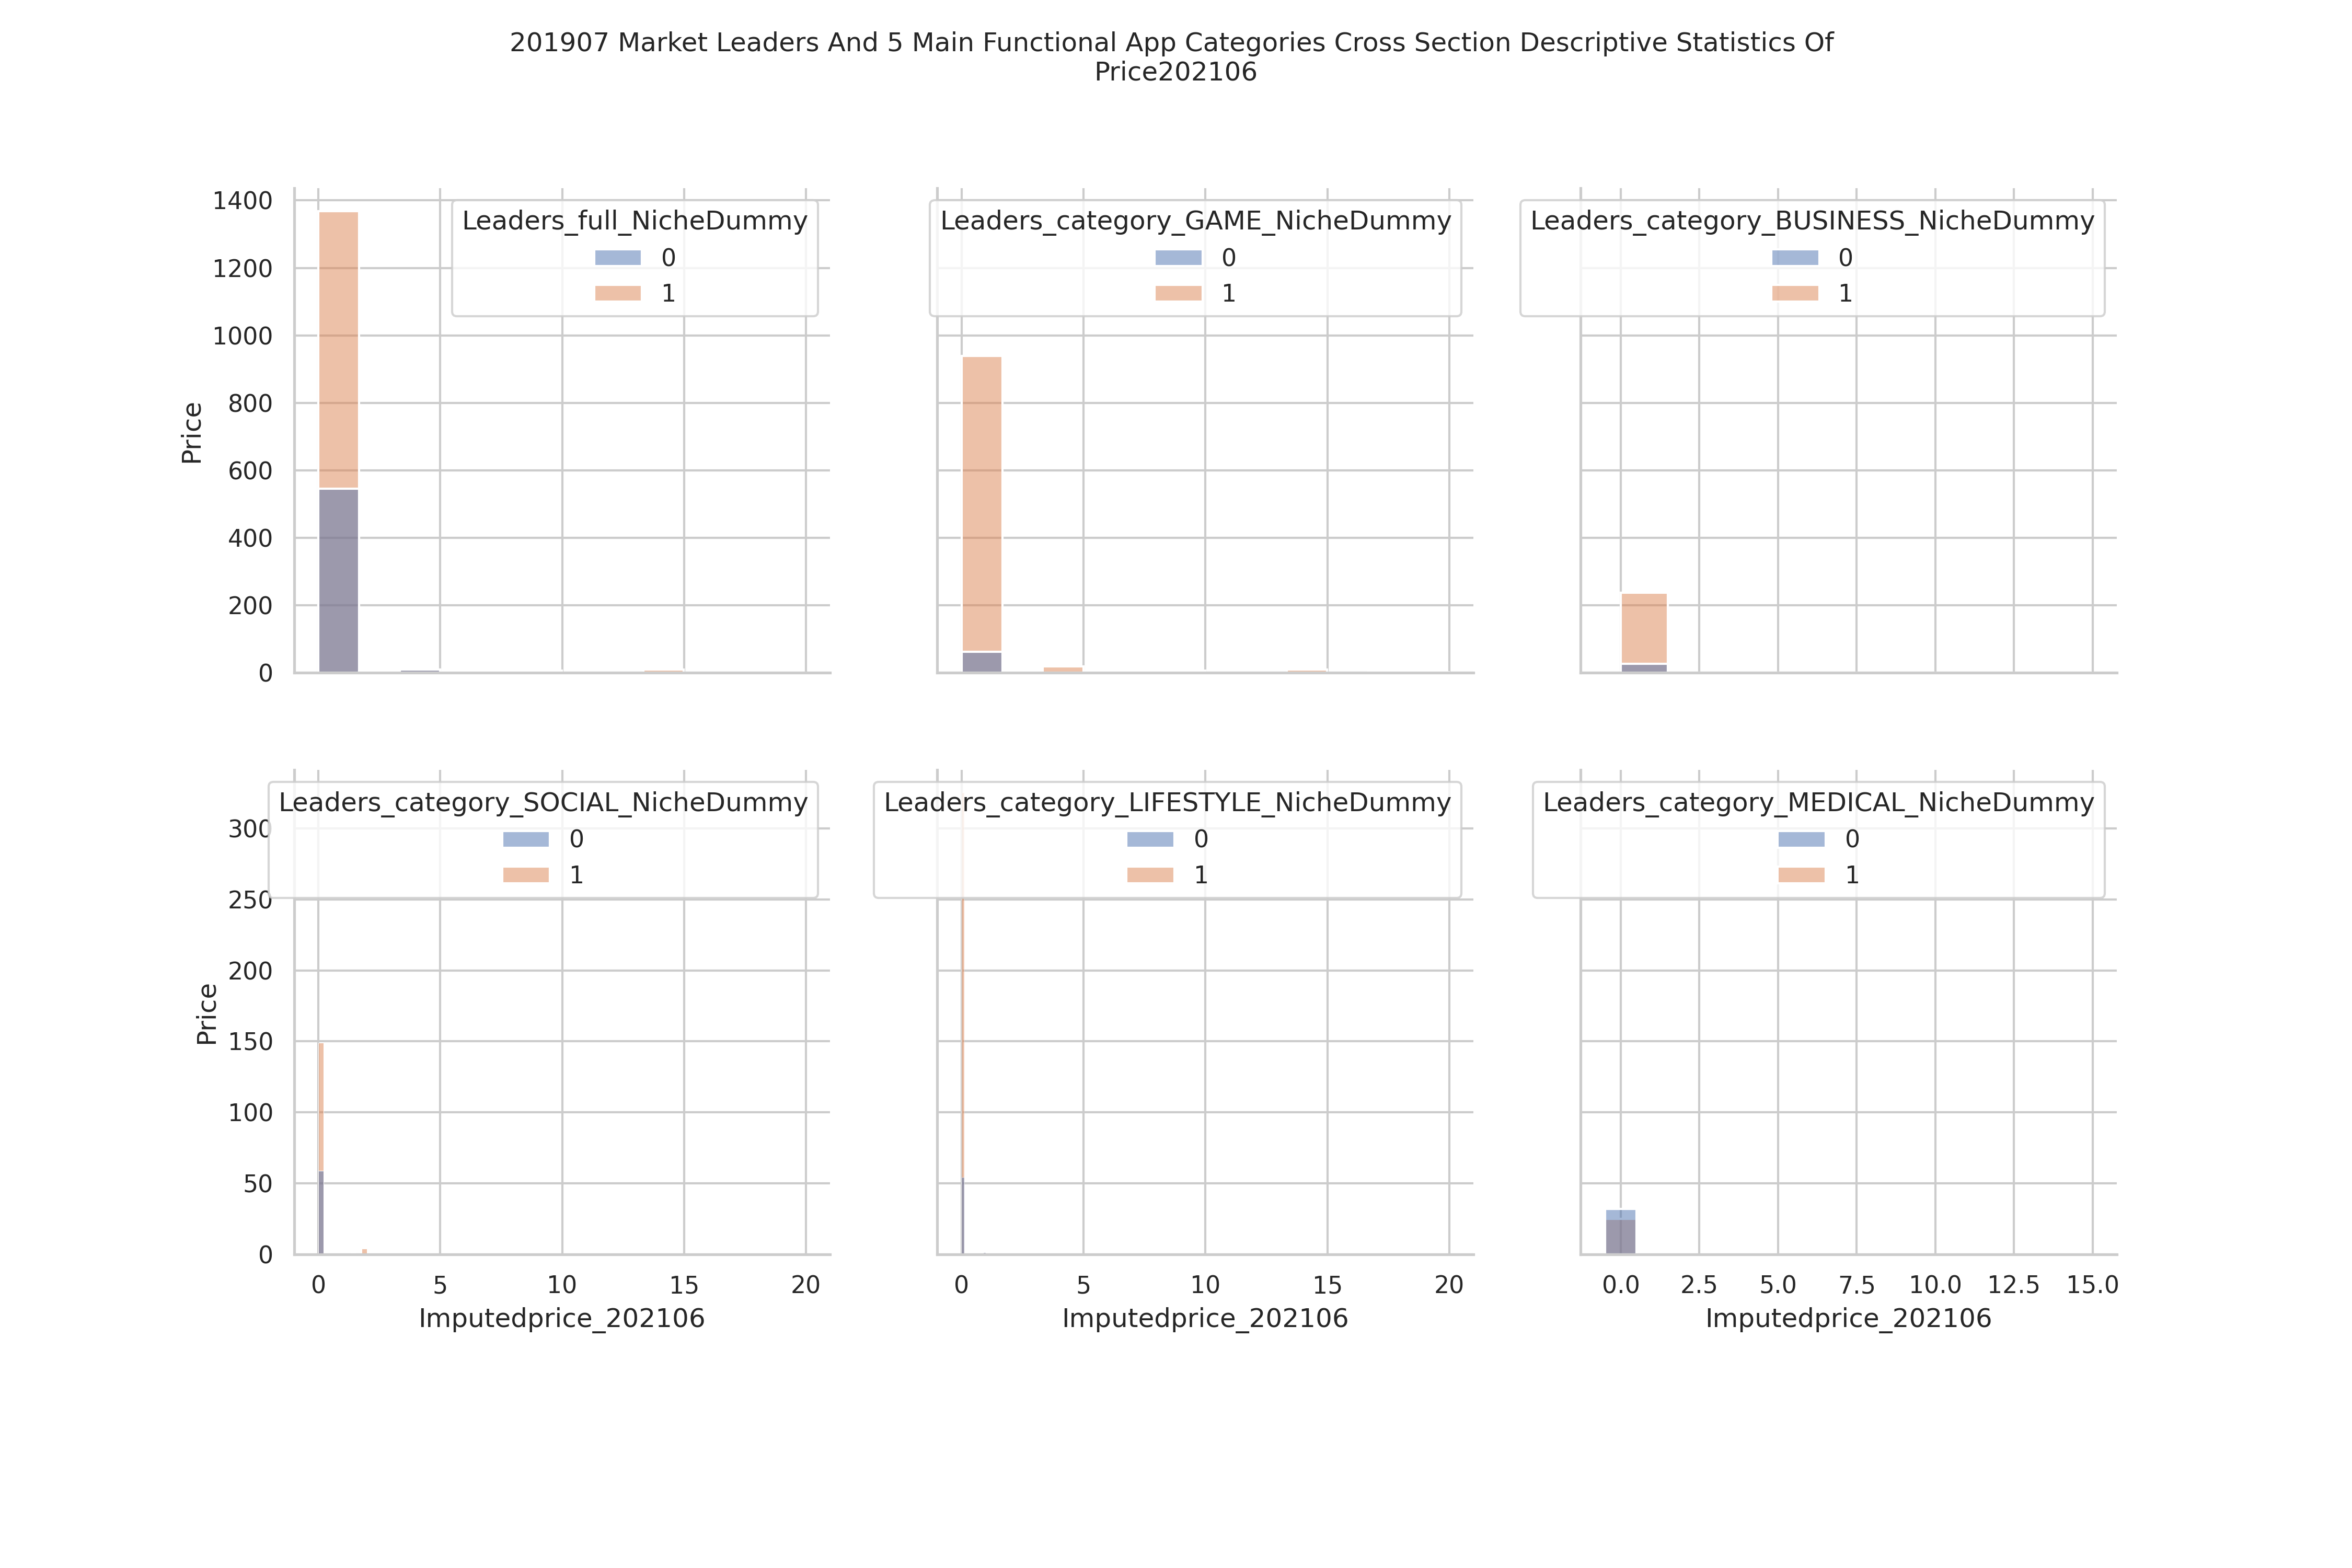 201907 Market Leaders And 5 Main Functional App Categories Cross Section Descriptive Statistics Of
Price202106
Price
1400
1200
1000
800
600
400
200
0
Leaders_full_NicheDummy
0
1
Leaders_category_GAME_NicheDummy
0
1
Leaders_category_BUSINESS_NicheDummy
0
1
Price
300
250
200
150
100
50
0
Leaders_category_SOCIAL_NicheDummy
0
1
0 5 10 15 20
Imputedprice_202106
Leaders_category_LIFESTYLE_NicheDummy
0
1
0 5 10 15 20
Imputedprice_202106
Leaders_category_MEDICAL_NicheDummy
0
1
0.0 2.5 5.0 7.5 10.0 12.5 15.0
Imputedprice_202106